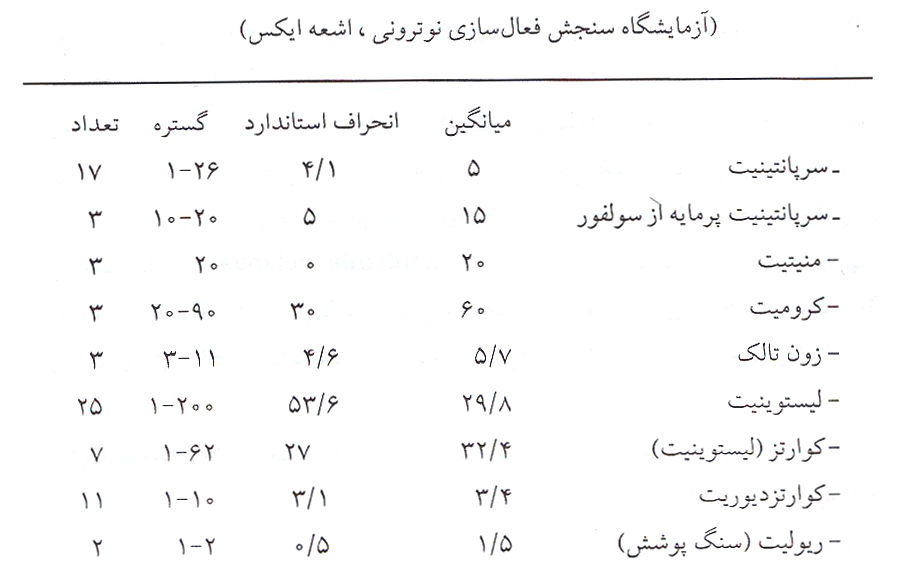 (آزمایشگاه سنجش فعال‌سازی نوترونی ، اشعه ایکس)
میانگین انحراف استاندارد گستره تعداد
ـ سرپانتینیت ۵ ۴/۱ ۱-۲۶ ۱۷
ـ سرپانتینیت پرمایه از سولفور ۱۵ ۵ ۱۰-۲۰ ۳
- منیتیت ۲۰ ۰ ۲۰ ۳
- کرومیت ۶۰ ۳۰ ۲۰-۹۰ ۳
- زون تالک ۵/۷ ۴/۶ ۳-۱۱ ۳
- لیستوینیت ۲۹/۸ ۵۳/۶ ۱-۲۰۰ ۲۵
- کوارتز (لیستوینیت) ۳۲/۴ ۲۷ ۱-۶۲ ۷
- کوارتزدیوریت ۳/۴ ۳/۱ ۱-۱۰ ۱۱
- ریولیت (سنگ پوشش) ۱/۵ ۰/۵ ۱-۲ ۲